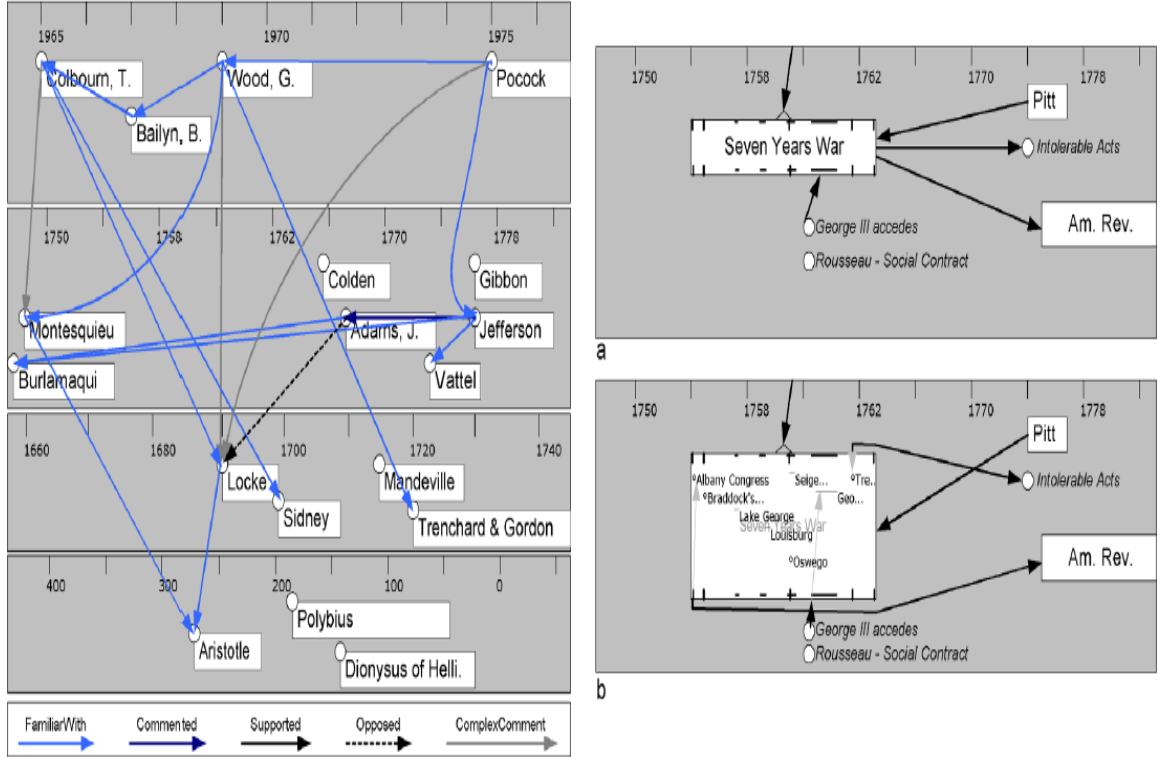 1965 1970 1975
Colbourn, T. Wood, G. Pocock
Bailyn, B.
1750 1758 1762 1770 1778
Colden Gibbon
Montesquieu Adams, J. Jefferson
Burlamaqui Vattel
1660 1680 1700 1720 1740
Locke Mandeville
Sidney Trenchard & Gordon
400 300 200 100 0
Polybius
Aristotle Dionysus of Helli.
FamiliarWith Commented Supported Opposed ComplexComment
1750 1758 1762 1770 1778
Pitt
Seven Years War Intolerable Acts
George III accedes Am. Rev.
Rousseau - Social Contract
a
1750 1758 1762 1770 1778
Pitt
Albany Congress Seige... Tre.. Intolerable Acts
Braddock's... Geo...
Lake George
Seven Years War
Louisburg
Oswego Am. Rev.
George III accedes
Rousseau - Social Contract
b